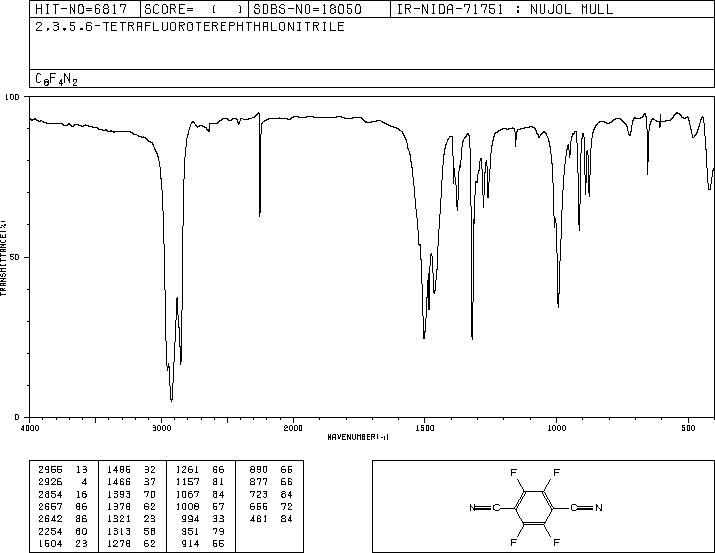 HIT-NO=6817 SCORE= ( ) SDBS-NO=18050 IR-NIDA-71751 : NUJOL MULL
2,3,5,6-TETRAFLUOROTEREPHTHALONITRILE
C8F4N2
100
50
0
TRANSMITTANCE(%)
4000 3000 2000 1500 1000 500
WAVENUMBER(-1)
2966 13 1486 32 1261 66 890 66
2926 4 1466 37 1157 81 877 66
2854 16 1393 70 1067 84 723 84
2667 86 1378 62 1008 67 666 72
2642 86 1321 23 994 33 481 84
2254 60 1313 58 951 79
1504 23 1278 62 914 55
F F
N C C N
F F